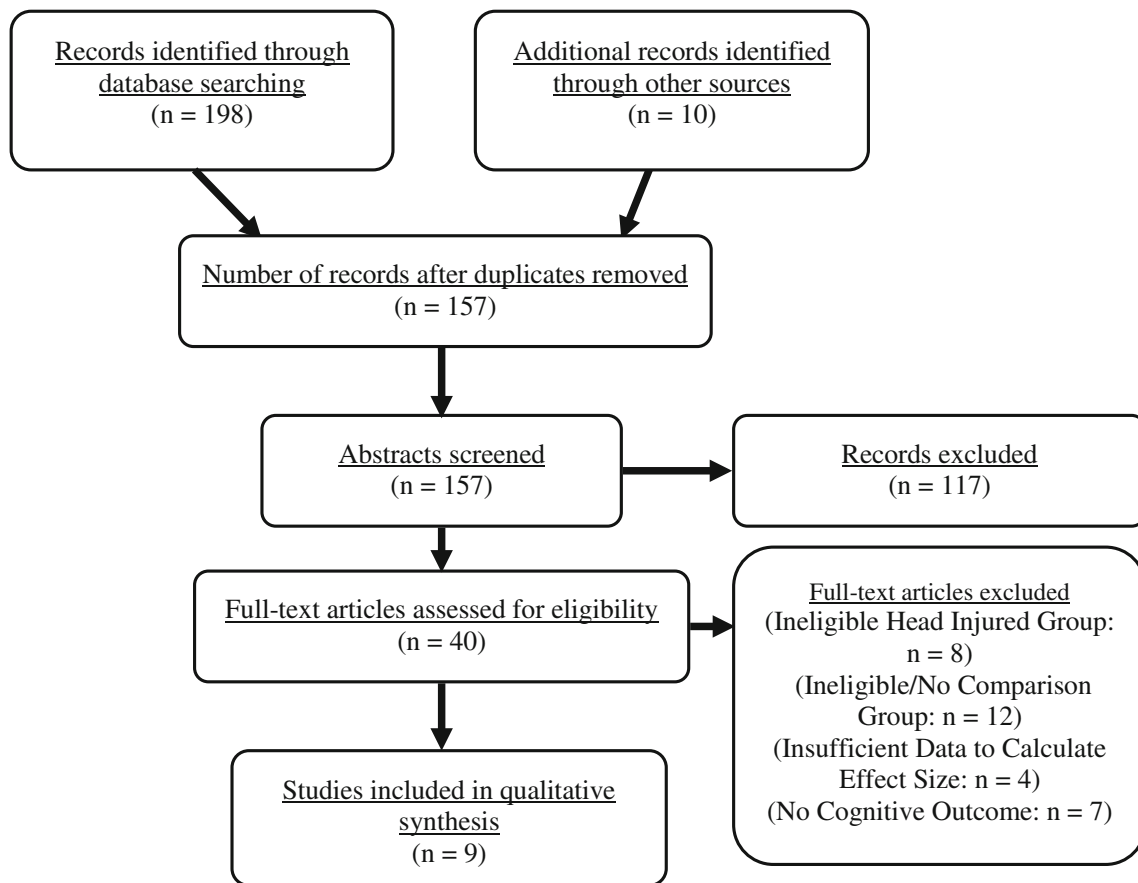 Records identified through
database searching
(n = 198)
Additional records identified
through other sources
(n = 10)
Number of records after duplicates removed
(n = 157)
Abstracts screened
(n = 157)
Records excluded
(n = 117)
Full-text articles assessed for eligibility
(n = 40)
Full-text articles excluded
(Ineligible Head Injured Group:
n = 8)
(Ineligible/No Comparison
Group: n = 12)
(Insufficient Data to Calculate
Effect Size: n = 4)
(No Cognitive Outcome: n = 7)
Studies included in qualitative
synthesis
(n = 9)